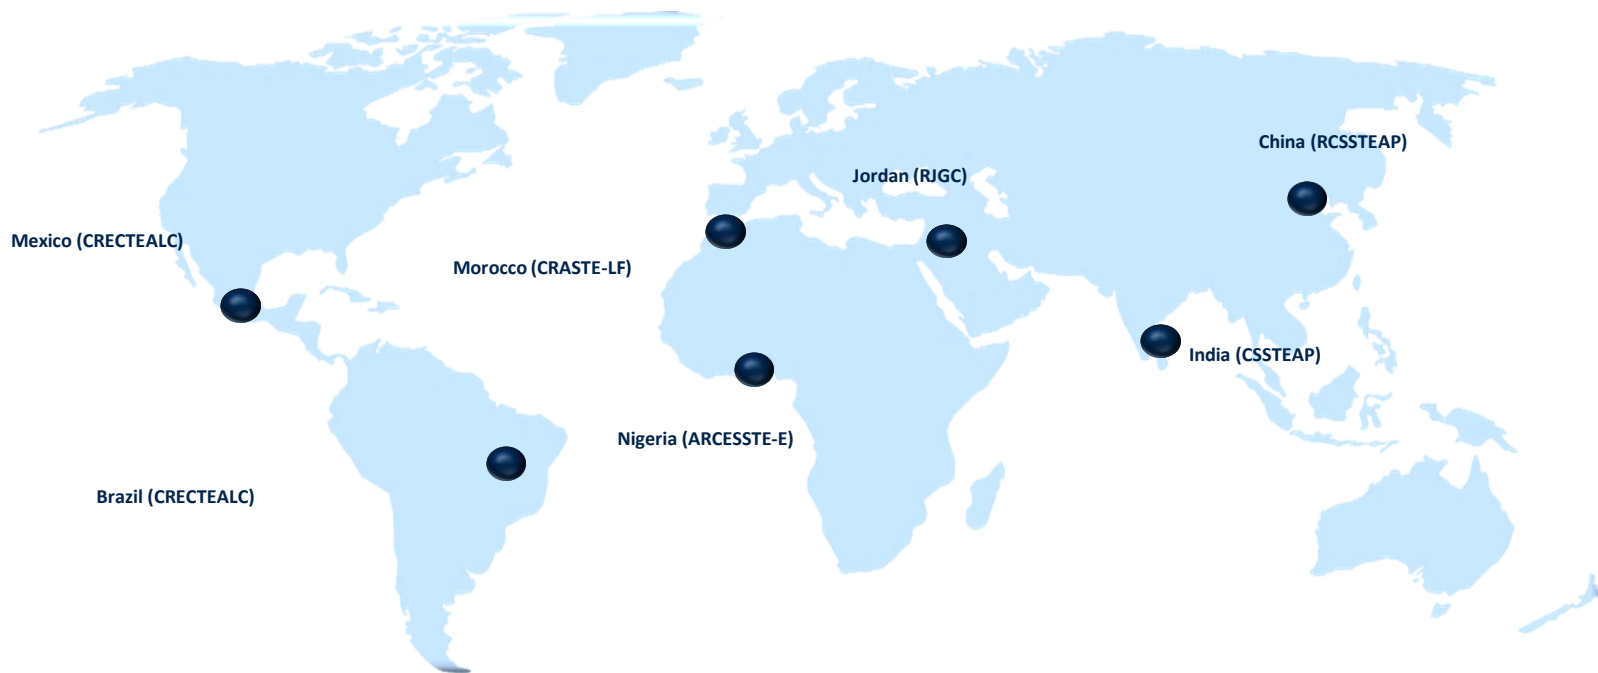 China (RCSSTEAP)
Jordan (RJGC)
Mexico (CRECTEALC)
Morocco (CRASTE-LF)
India (CSSTEAP)
Nigeria (ARCESSTE-E)
Brazil (CRECTEALC)